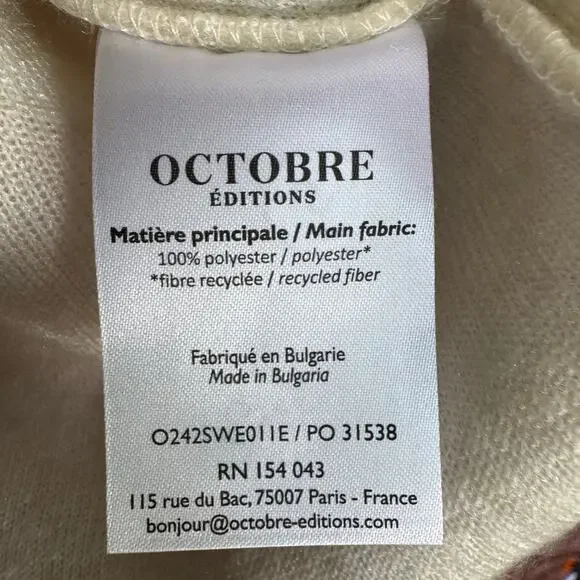 OCTOBRE
ÉDITIONS
Matière principale / Main fabric:
100% polyester / polyester*
*fibre recyclée / recycled fiber
Fabriqué en Bulgarie
Made in Bulgaria
O242SWE011E / PO 31538
RN 154 043
115 rue du Bac, 75007 Paris - France
bonjour@octobre-editions.com